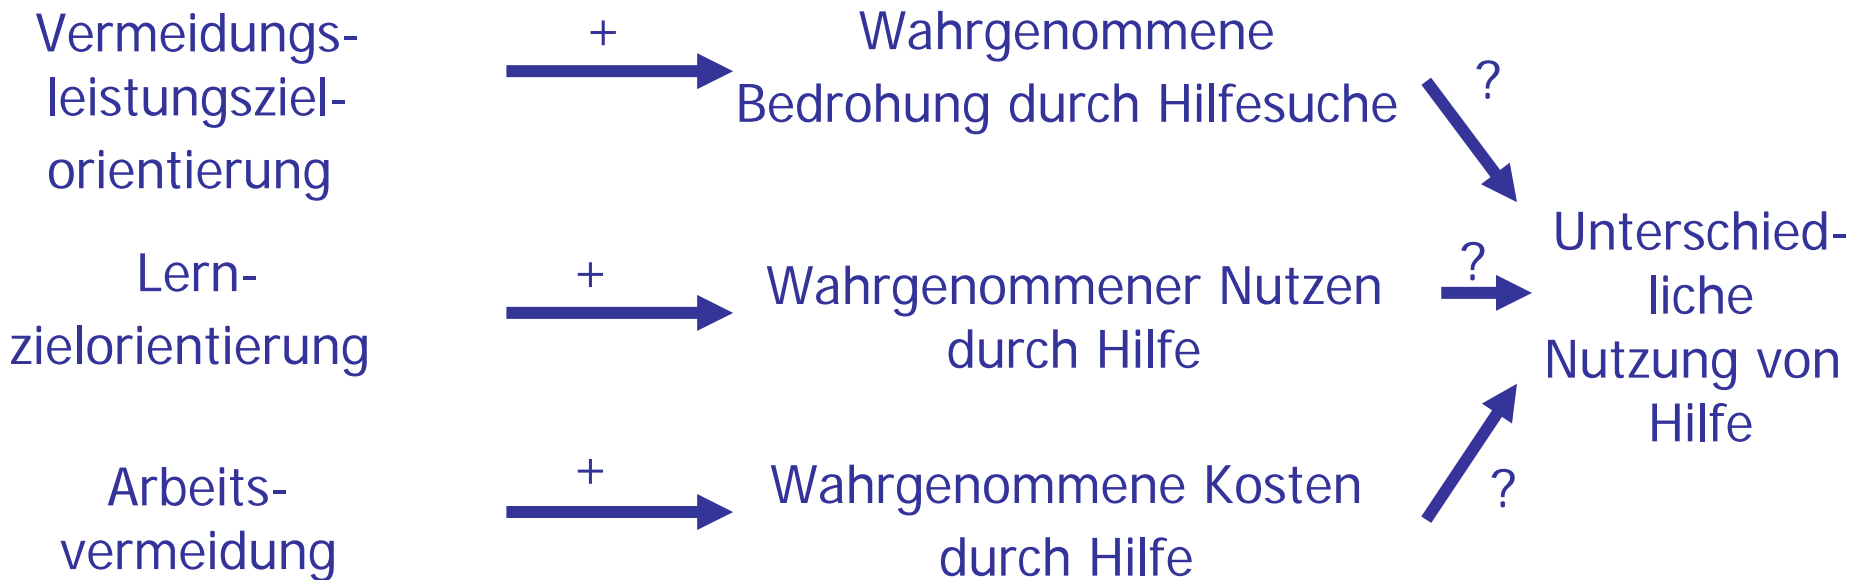 Vermeidungs-
leistungsziel-
orientierung
+
Wahrgenommene
Bedrohung durch Hilfesuche
?
Lern-
zielorientierung
+
Wahrgenommener Nutzen
durch Hilfe
?
Unterschied-
liche
Nutzung von
Hilfe
Arbeits-
vermeidung
+
Wahrgenommene Kosten
durch Hilfe
?